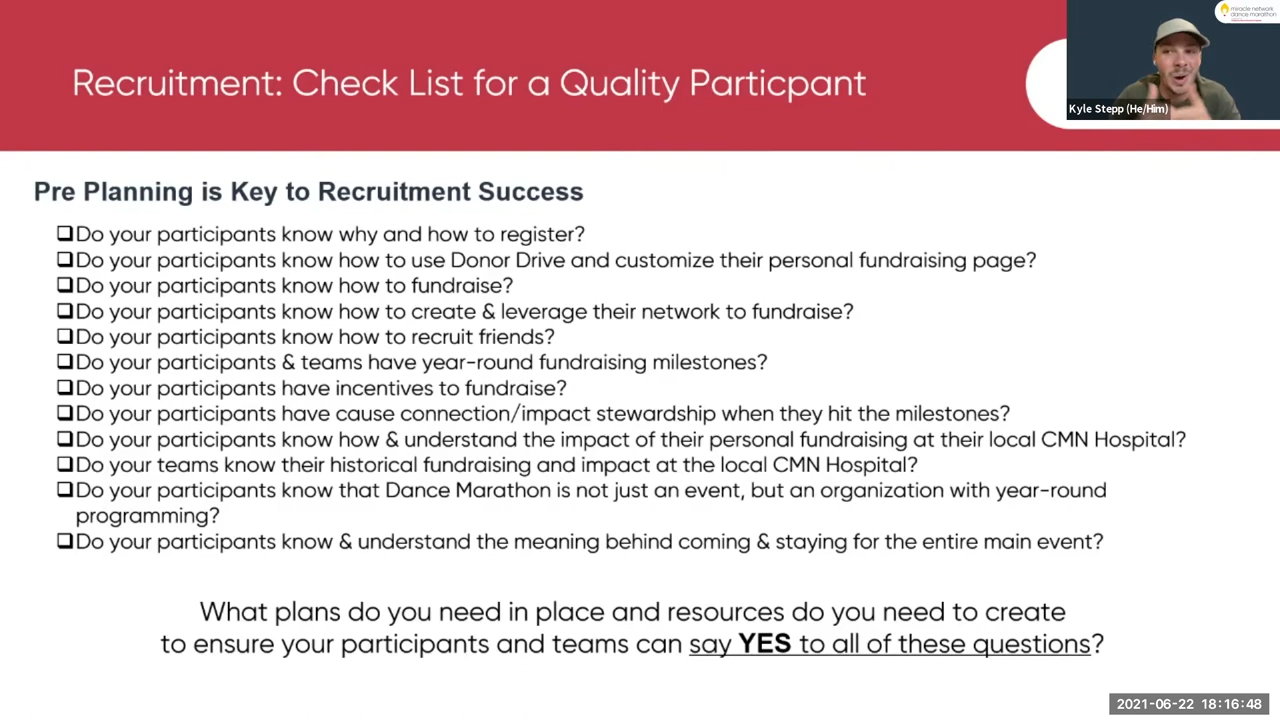 miracle network
dance marathon
Recruitment: Check List for a Quality Particpant
Kyle Stepp (He/Him)
Pre Planning is Key to Recruitment Success
❑Do your participants know why and how to register?
❑Do your participants know how to use Donor Drive and customize their personal fundraising page?
❑Do your participants know how to fundraise?
❑Do your participants know how to create & leverage their network to fundraise?
❑Do your participants know how to recruit friends?
❑Do your participants & teams have year-round fundraising milestones?
❑Do your participants have incentives to fundraise?
❑Do your participants have cause connection/impact stewardship when they hit the milestones?
❑Do your participants know how & understand the impact of their personal fundraising at their local CMN Hospital?
❑Do your teams know their historical fundraising and impact at the local CMN Hospital?
❑Do your participants know that Dance Marathon is not just an event, but an organization with year-round
programming?
❑Do your participants know & understand the meaning behind coming & staying for the entire main event?
What plans do you need in place and resources do you need to create
to ensure your participants and teams can say YES to all of these questions?
2021-06-22 18:16:48